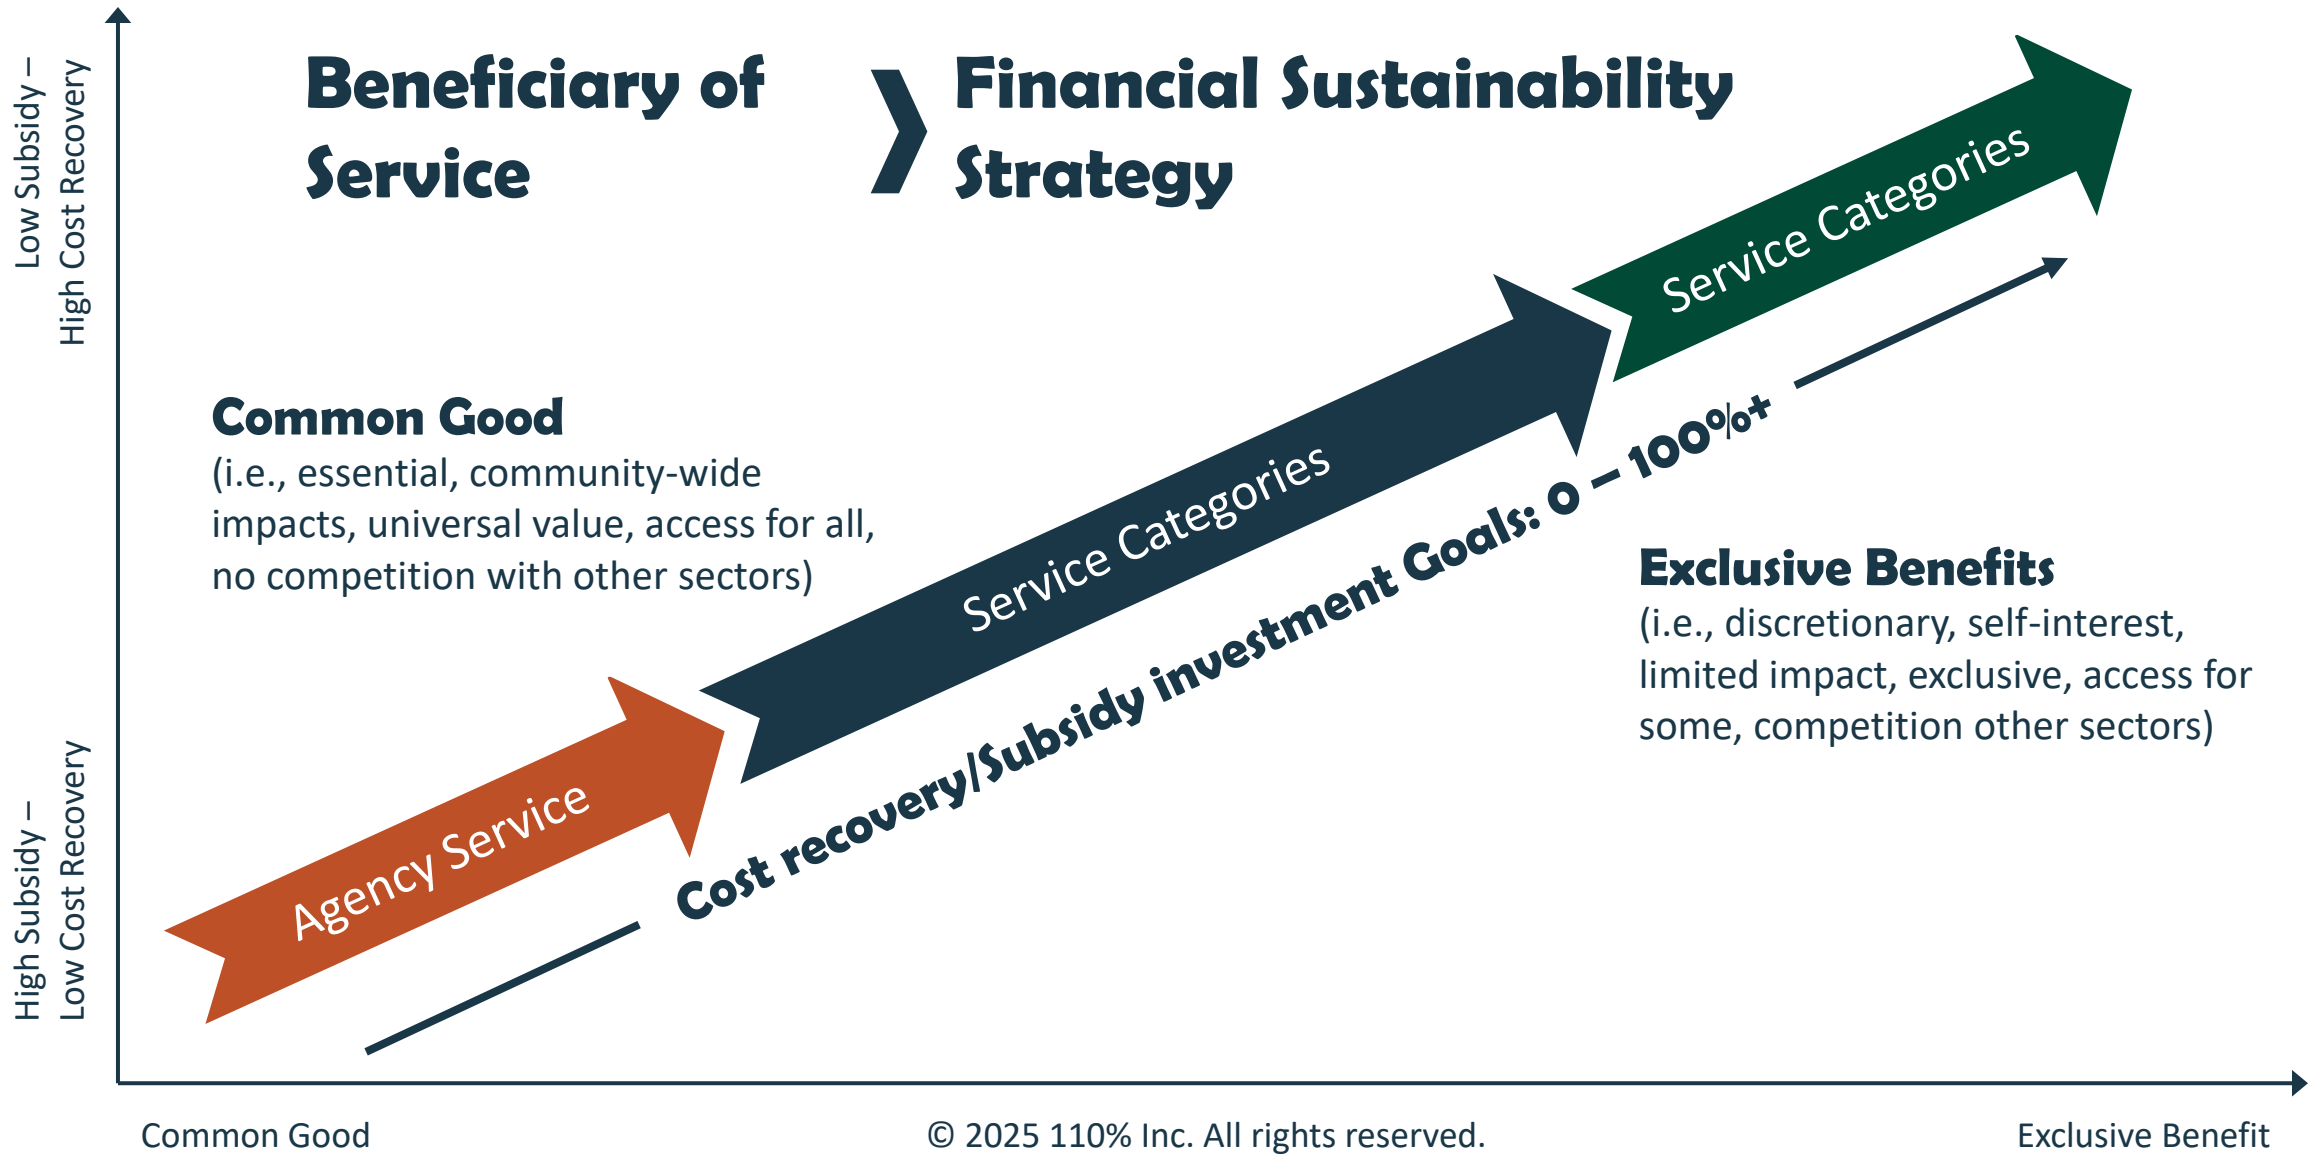 Low Subsidy –
High Cost Recovery
Beneficiary of
Service
Financial Sustainability
Strategy
Service Categories
Common Good
(i.e., essential, community-wide
impacts, universal value, access for all,
no competition with other sectors)
Service Categories
Cost recovery/Subsidy investment Goals: 0 – 100%+
Exclusive Benefits
(i.e., discretionary, self-interest,
limited impact, exclusive, access for
some, competition other sectors)
Agency Service
High Subsidy –
Low Cost Recovery
Common Good
© 2025 110% Inc. All rights reserved.
Exclusive Benefit